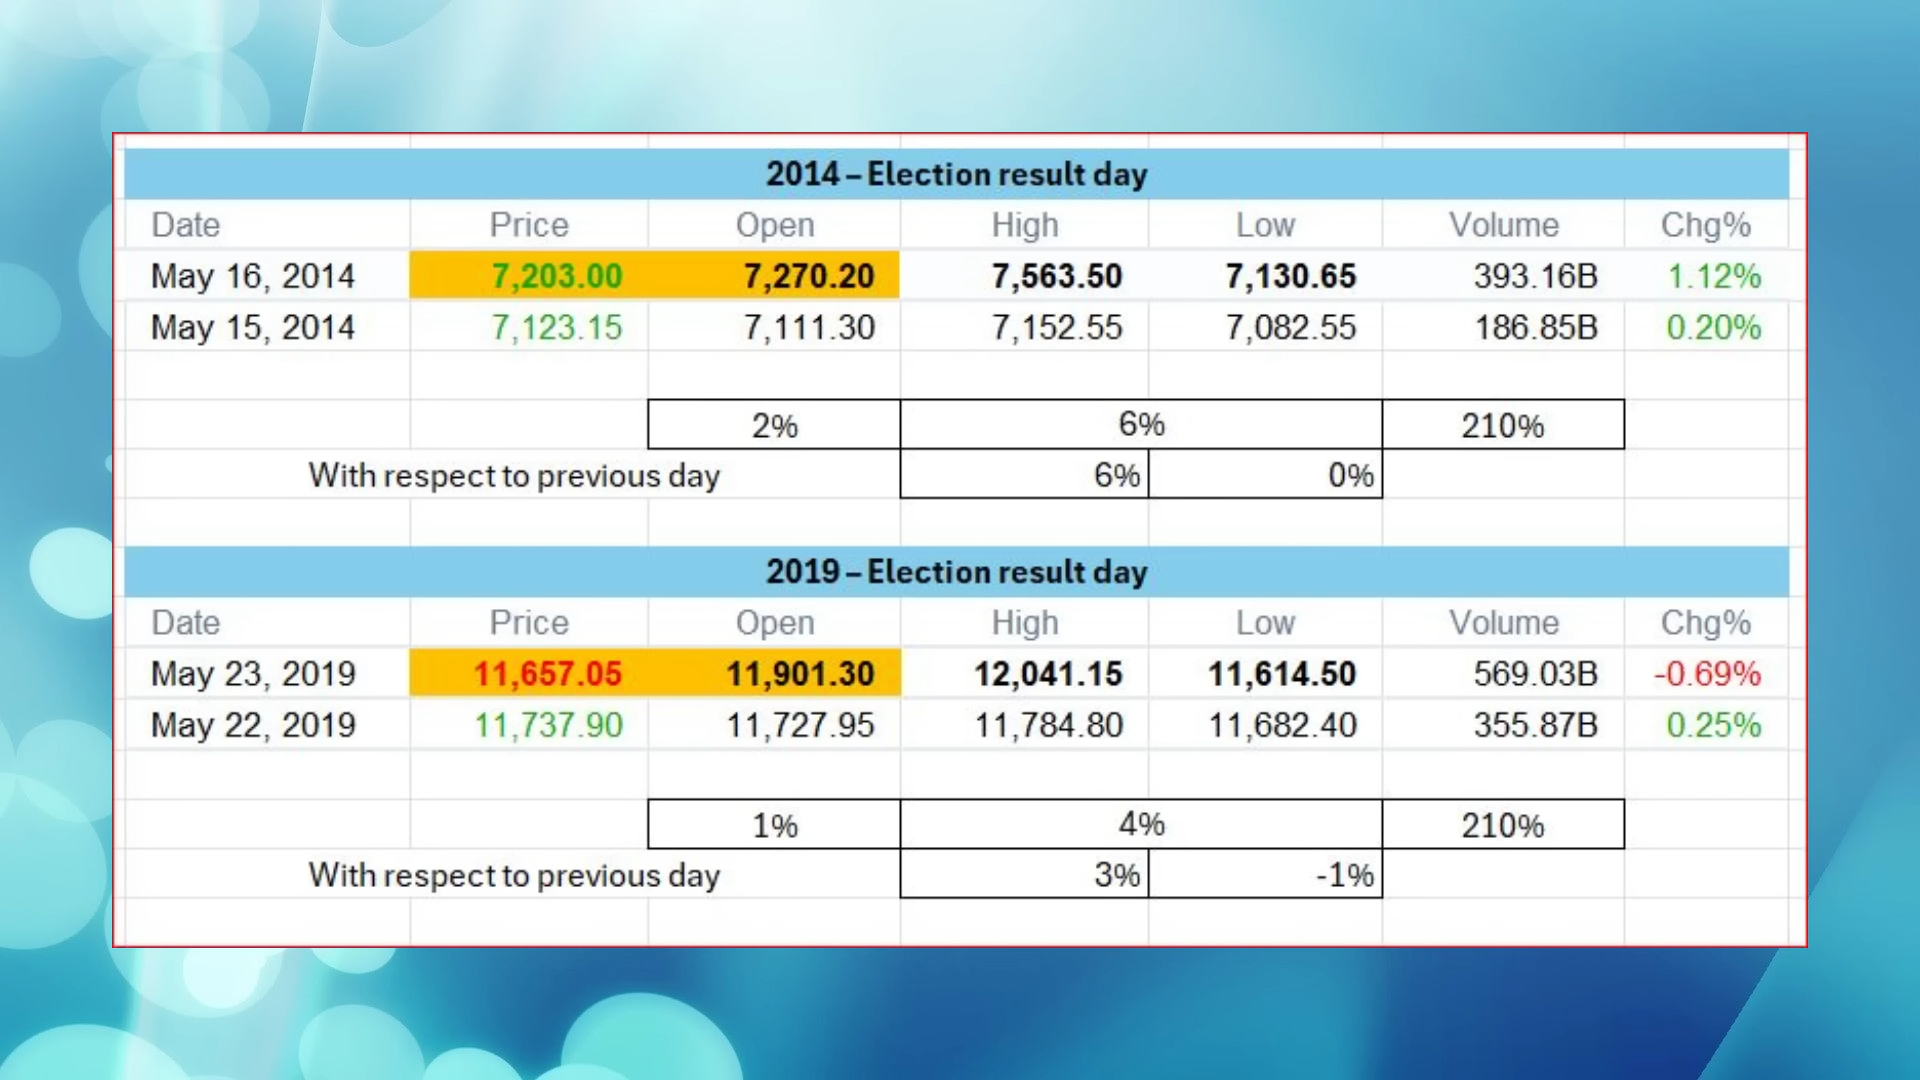 2014 – Election result day
Date Price Open High Low Volume Chg%
May 16, 2014 7,203.00 7,270.20 7,563.50 7,130.65 393.16B 1.12%
May 15, 2014 7,123.15 7,111.30 7,152.55 7,082.55 186.85B 0.20%
2% 6% 210%
With respect to previous day 6% 0%
2019 – Election result day
Date Price Open High Low Volume Chg%
May 23, 2019 11,657.05 11,901.30 12,041.15 11,614.50 569.03B -0.69%
May 22, 2019 11,737.90 11,727.95 11,784.80 11,682.40 355.87B 0.25%
1% 4% 210%
With respect to previous day 3% -1%